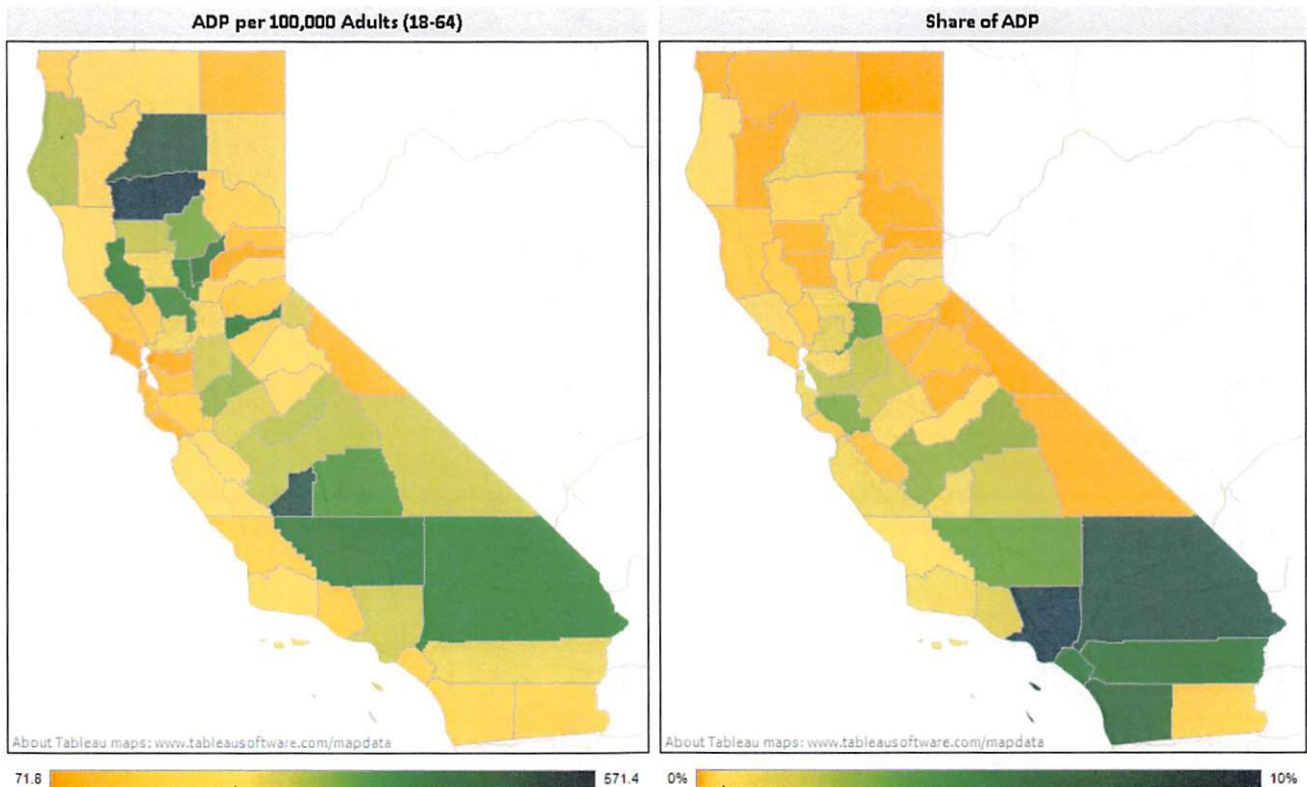 ADP per 100,000 Adults (18-64)
Share of ADP
About Tableau maps: www.tableausoftware.com/mapdata
About Tableau maps: www.tableausoftware.com/mapdata
71.8
571.4
0%
10%